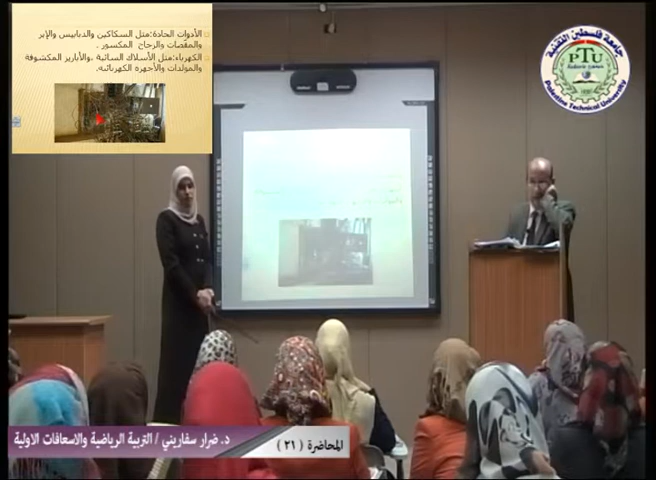 الأدوات الحادة:مثل السكاكين والدبابيس والإبر
والمقصات والزجاج المكسور .
الكهرباء:مثل الأسلاك السائبة ،والأباريز المكشوفة
والمولدات والأجهزة الكهربائية.
جامعة فلسطين التقنية
PTU
Palestine Technical University
د. ضرار سفاريني / التربية الرياضية والاسعافات الاولية
المحاضرة (٢١)